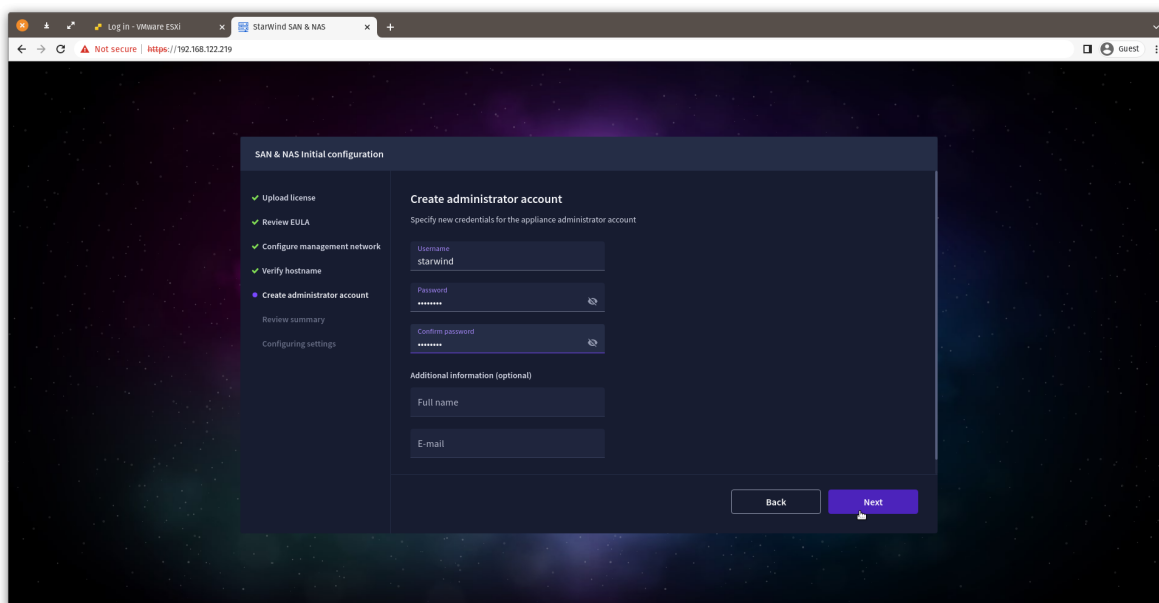 Log in - VMware ESXi
StarWind SAN & NAS
Not secure https://192.168.122.219
Guest
SAN & NAS Initial configuration
Upload license
Review EULA
Configure management network
Verify hostname
Create administrator account
Review summary
Configuring settings
Create administrator account
Specify new credentials for the appliance administrator account
Username
starwind
Password
••••••••
Confirm password
••••••••
Additional information (optional)
Full name
E-mail
Back
Next